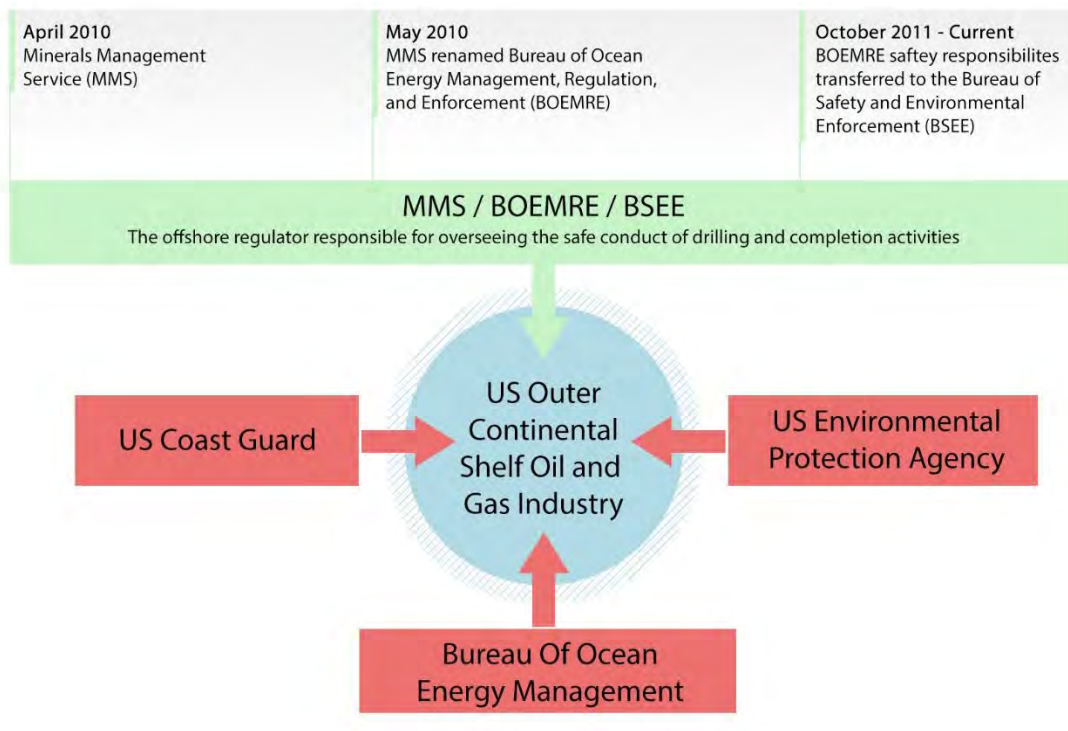 April 2010
Minerals Management
Service (MMS)
May 2010
MMS renamed Bureau of Ocean
Energy Management, Regulation,
and Enforcement (BOEMRE)
October 2011 - Current
BOEMRE saftey responsibilites
transferred to the Bureau of
Safety and Environmental
Enforcement (BSEE)
MMS / BOEMRE / BSEE
The offshore regulator responsible for overseeing the safe conduct of drilling and completion activities
US Outer
Continental
Shelf Oil and
Gas Industry
US Coast Guard
US Environmental
Protection Agency
Bureau Of Ocean
Energy Management